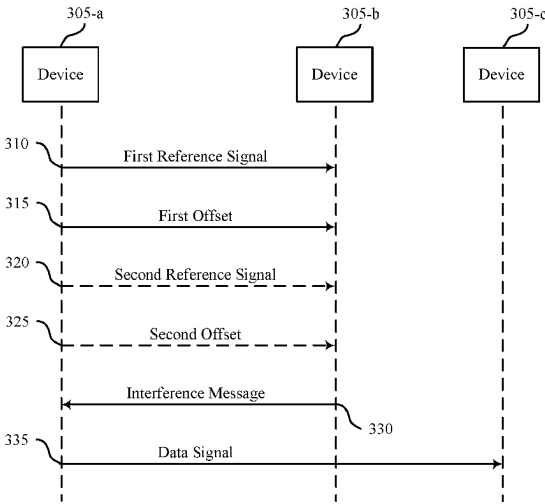 305-a
305-b
305-c
Device
Device
Device
310
First Reference Signal
315
First Offset
320
Second Reference Signal
325
Second Offset
Interference Message
330
335
Data Signal